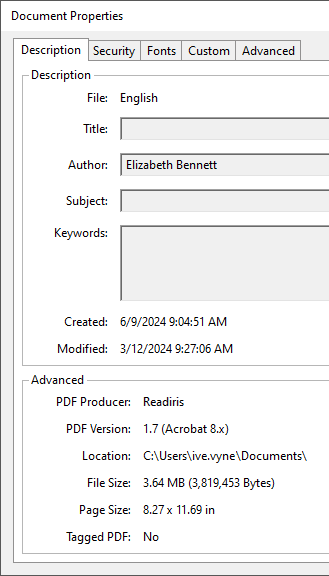 Document Properties
Description Security Fonts Custom Advanced
Description
File: English
Title:
Author: Elizabeth Bennett
Subject:
Keywords:
Created: 6/9/2024 9:04:51 AM
Modified: 3/12/2024 9:27:06 AM
Advanced
PDF Producer: Readiris
PDF Version: 1.7 (Acrobat 8.x)
Location: C:\Users\ive.vyne\Documents\
File Size: 3.64 MB (3,819,453 Bytes)
Page Size: 8.27 x 11.69 in
Tagged PDF: No